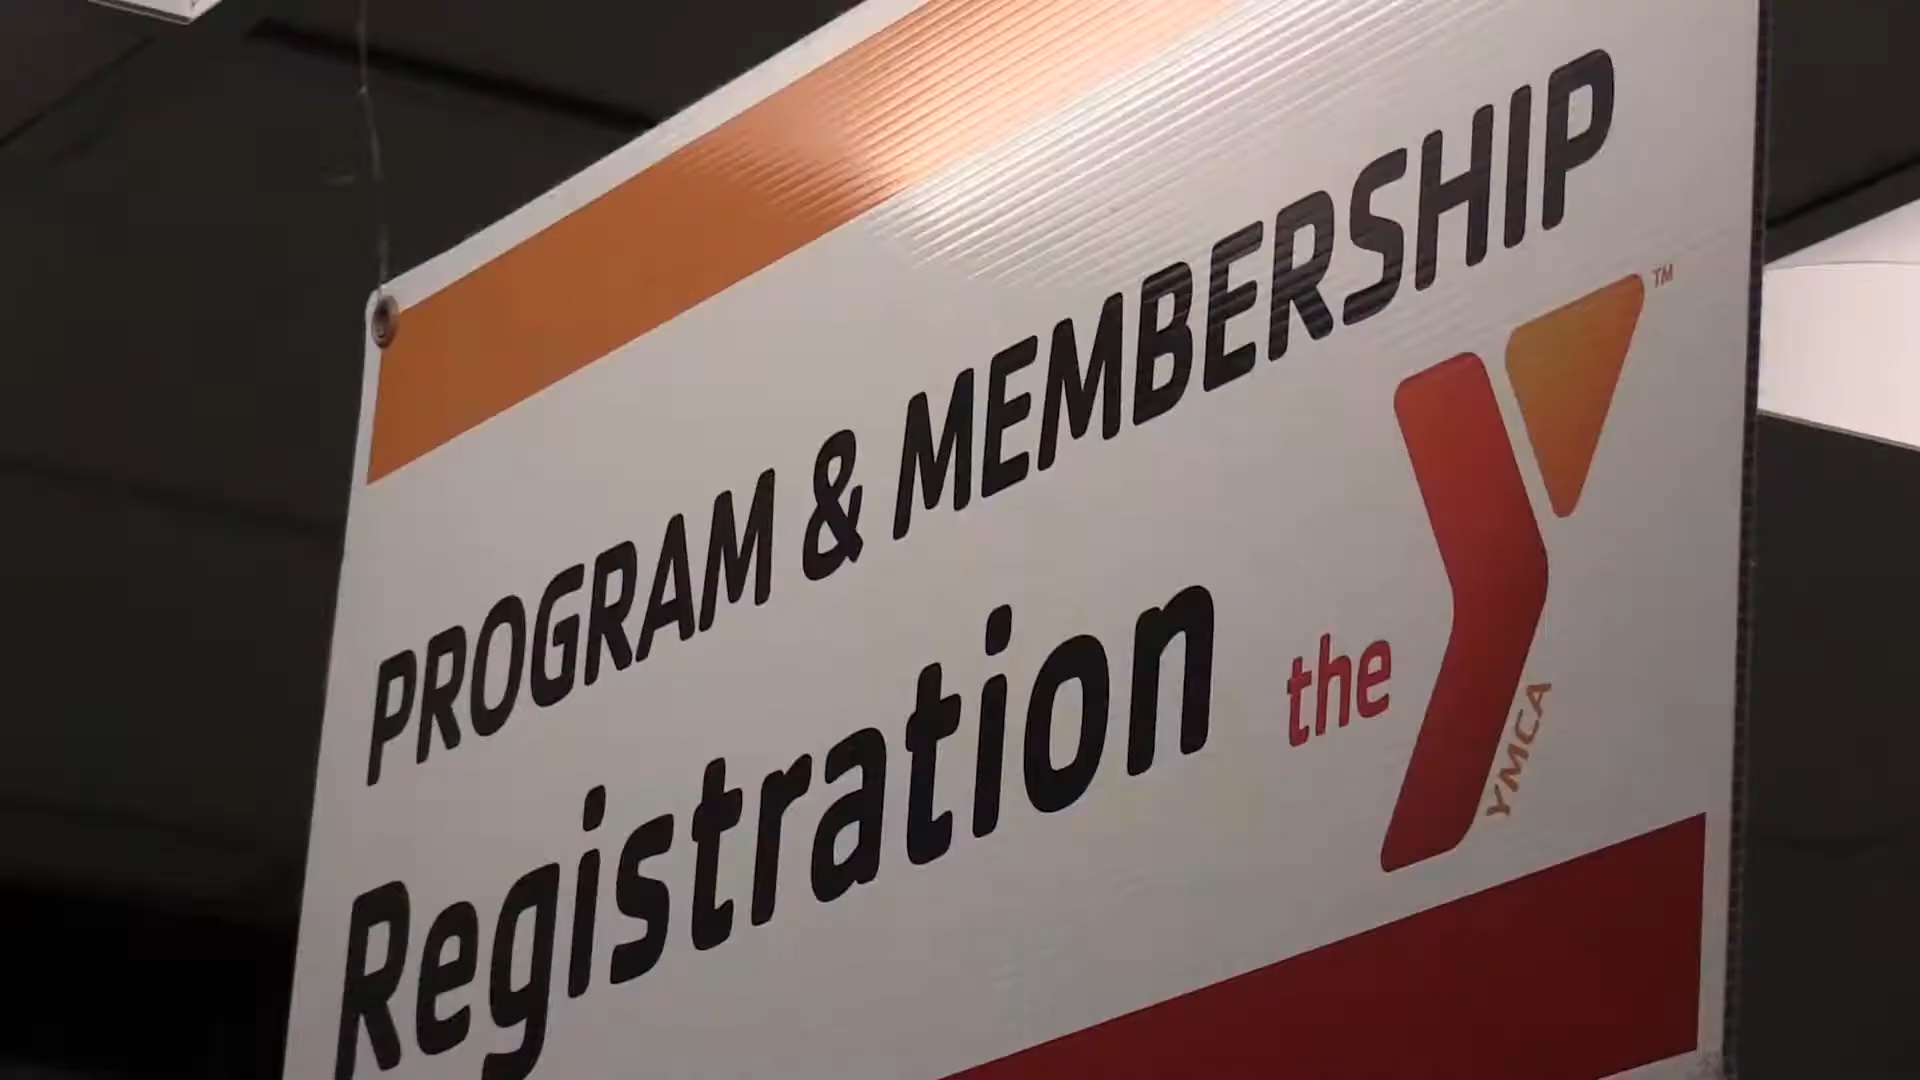 PROGRAM & MEMBERSHIP
Registration
the Y
YMCA
TM